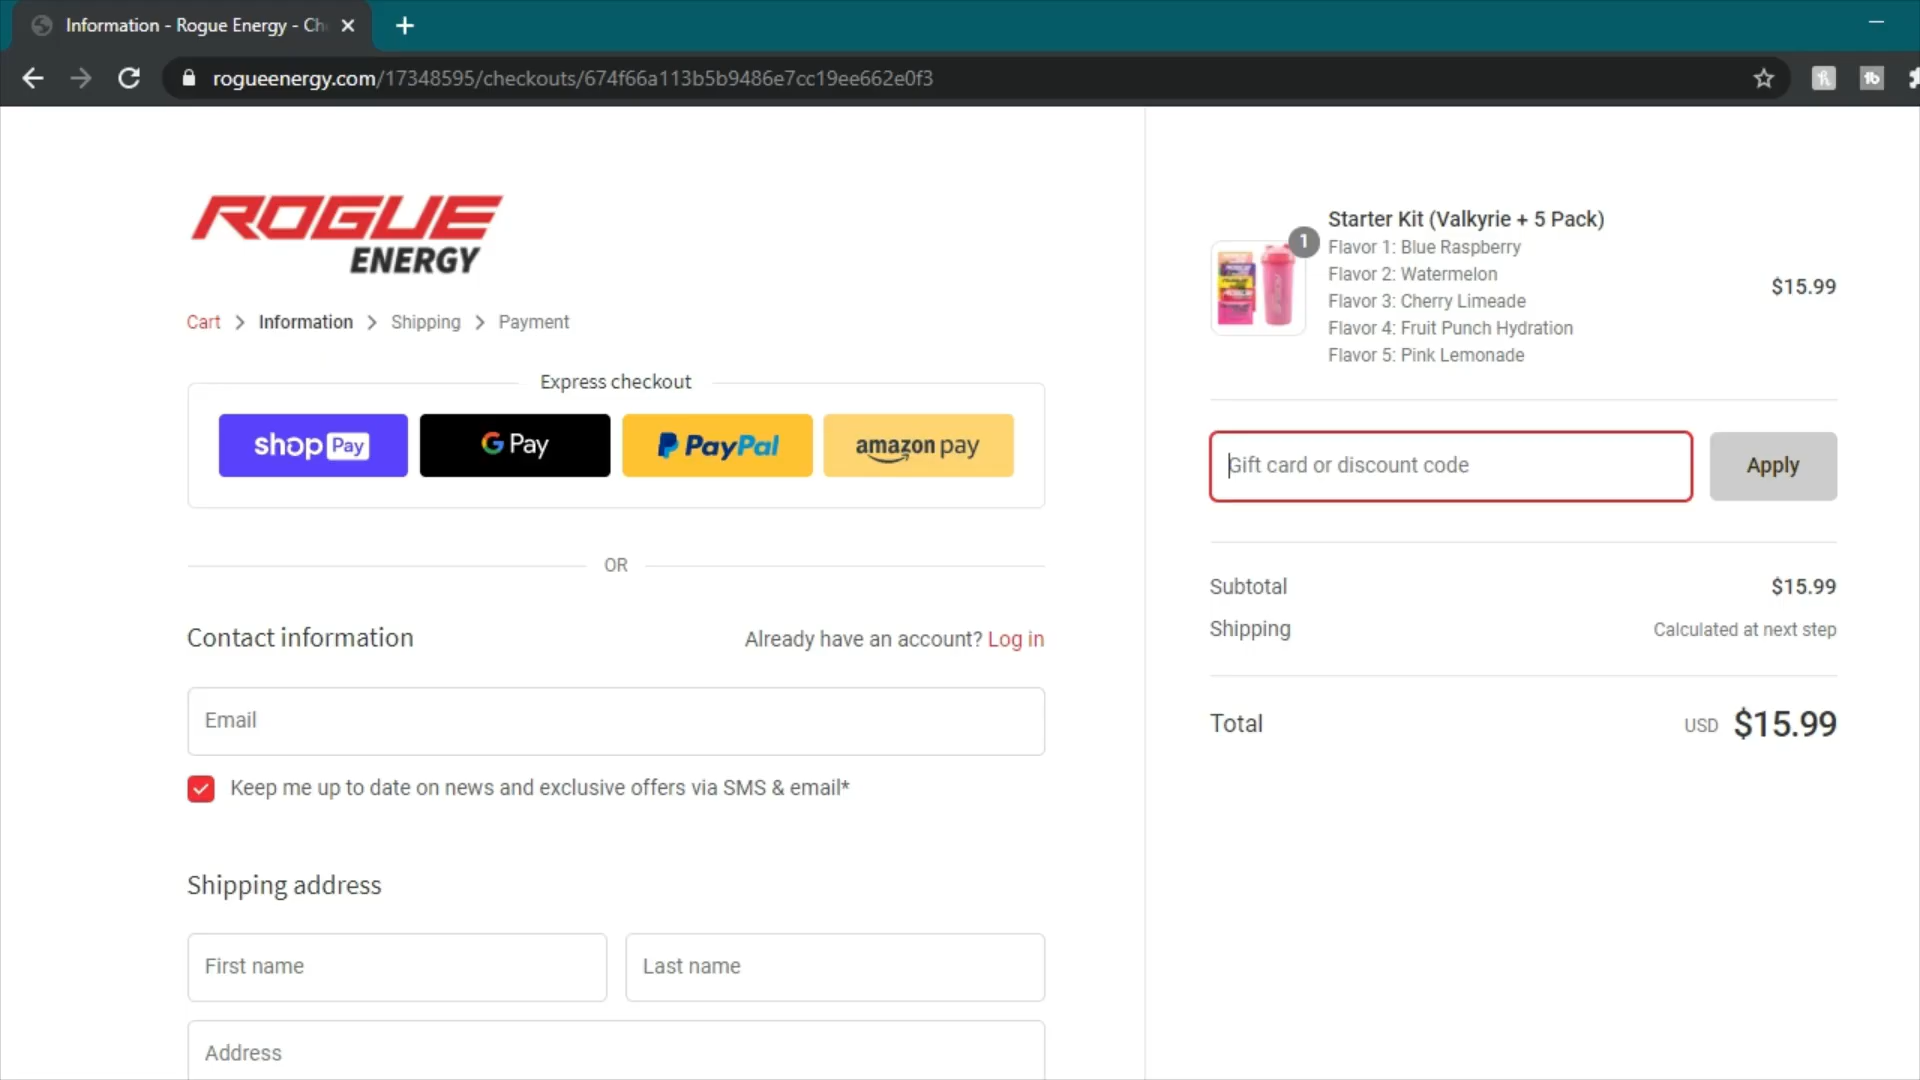 Information - Rogue Energy - Ch
rogueenergy.com/17348595/checkouts/674f66a113b5b9486e7cc19ee662e0f3
ROGUE
ENERGY
Cart > Information > Shipping > Payment
Express checkout
shop Pay
G Pay
PayPal
amazon pay
OR
Contact information
Already have an account? Log in
Email
Keep me up to date on news and exclusive offers via SMS & email*
Shipping address
First name
Last name
Address
1
Starter Kit (Valkyrie + 5 Pack)
Flavor 1: Blue Raspberry
Flavor 2: Watermelon
Flavor 3: Cherry Limeade
Flavor 4: Fruit Punch Hydration
Flavor 5: Pink Lemonade
$15.99
Gift card or discount code
Apply
Subtotal $15.99
Shipping Calculated at next step
Total USD $15.99